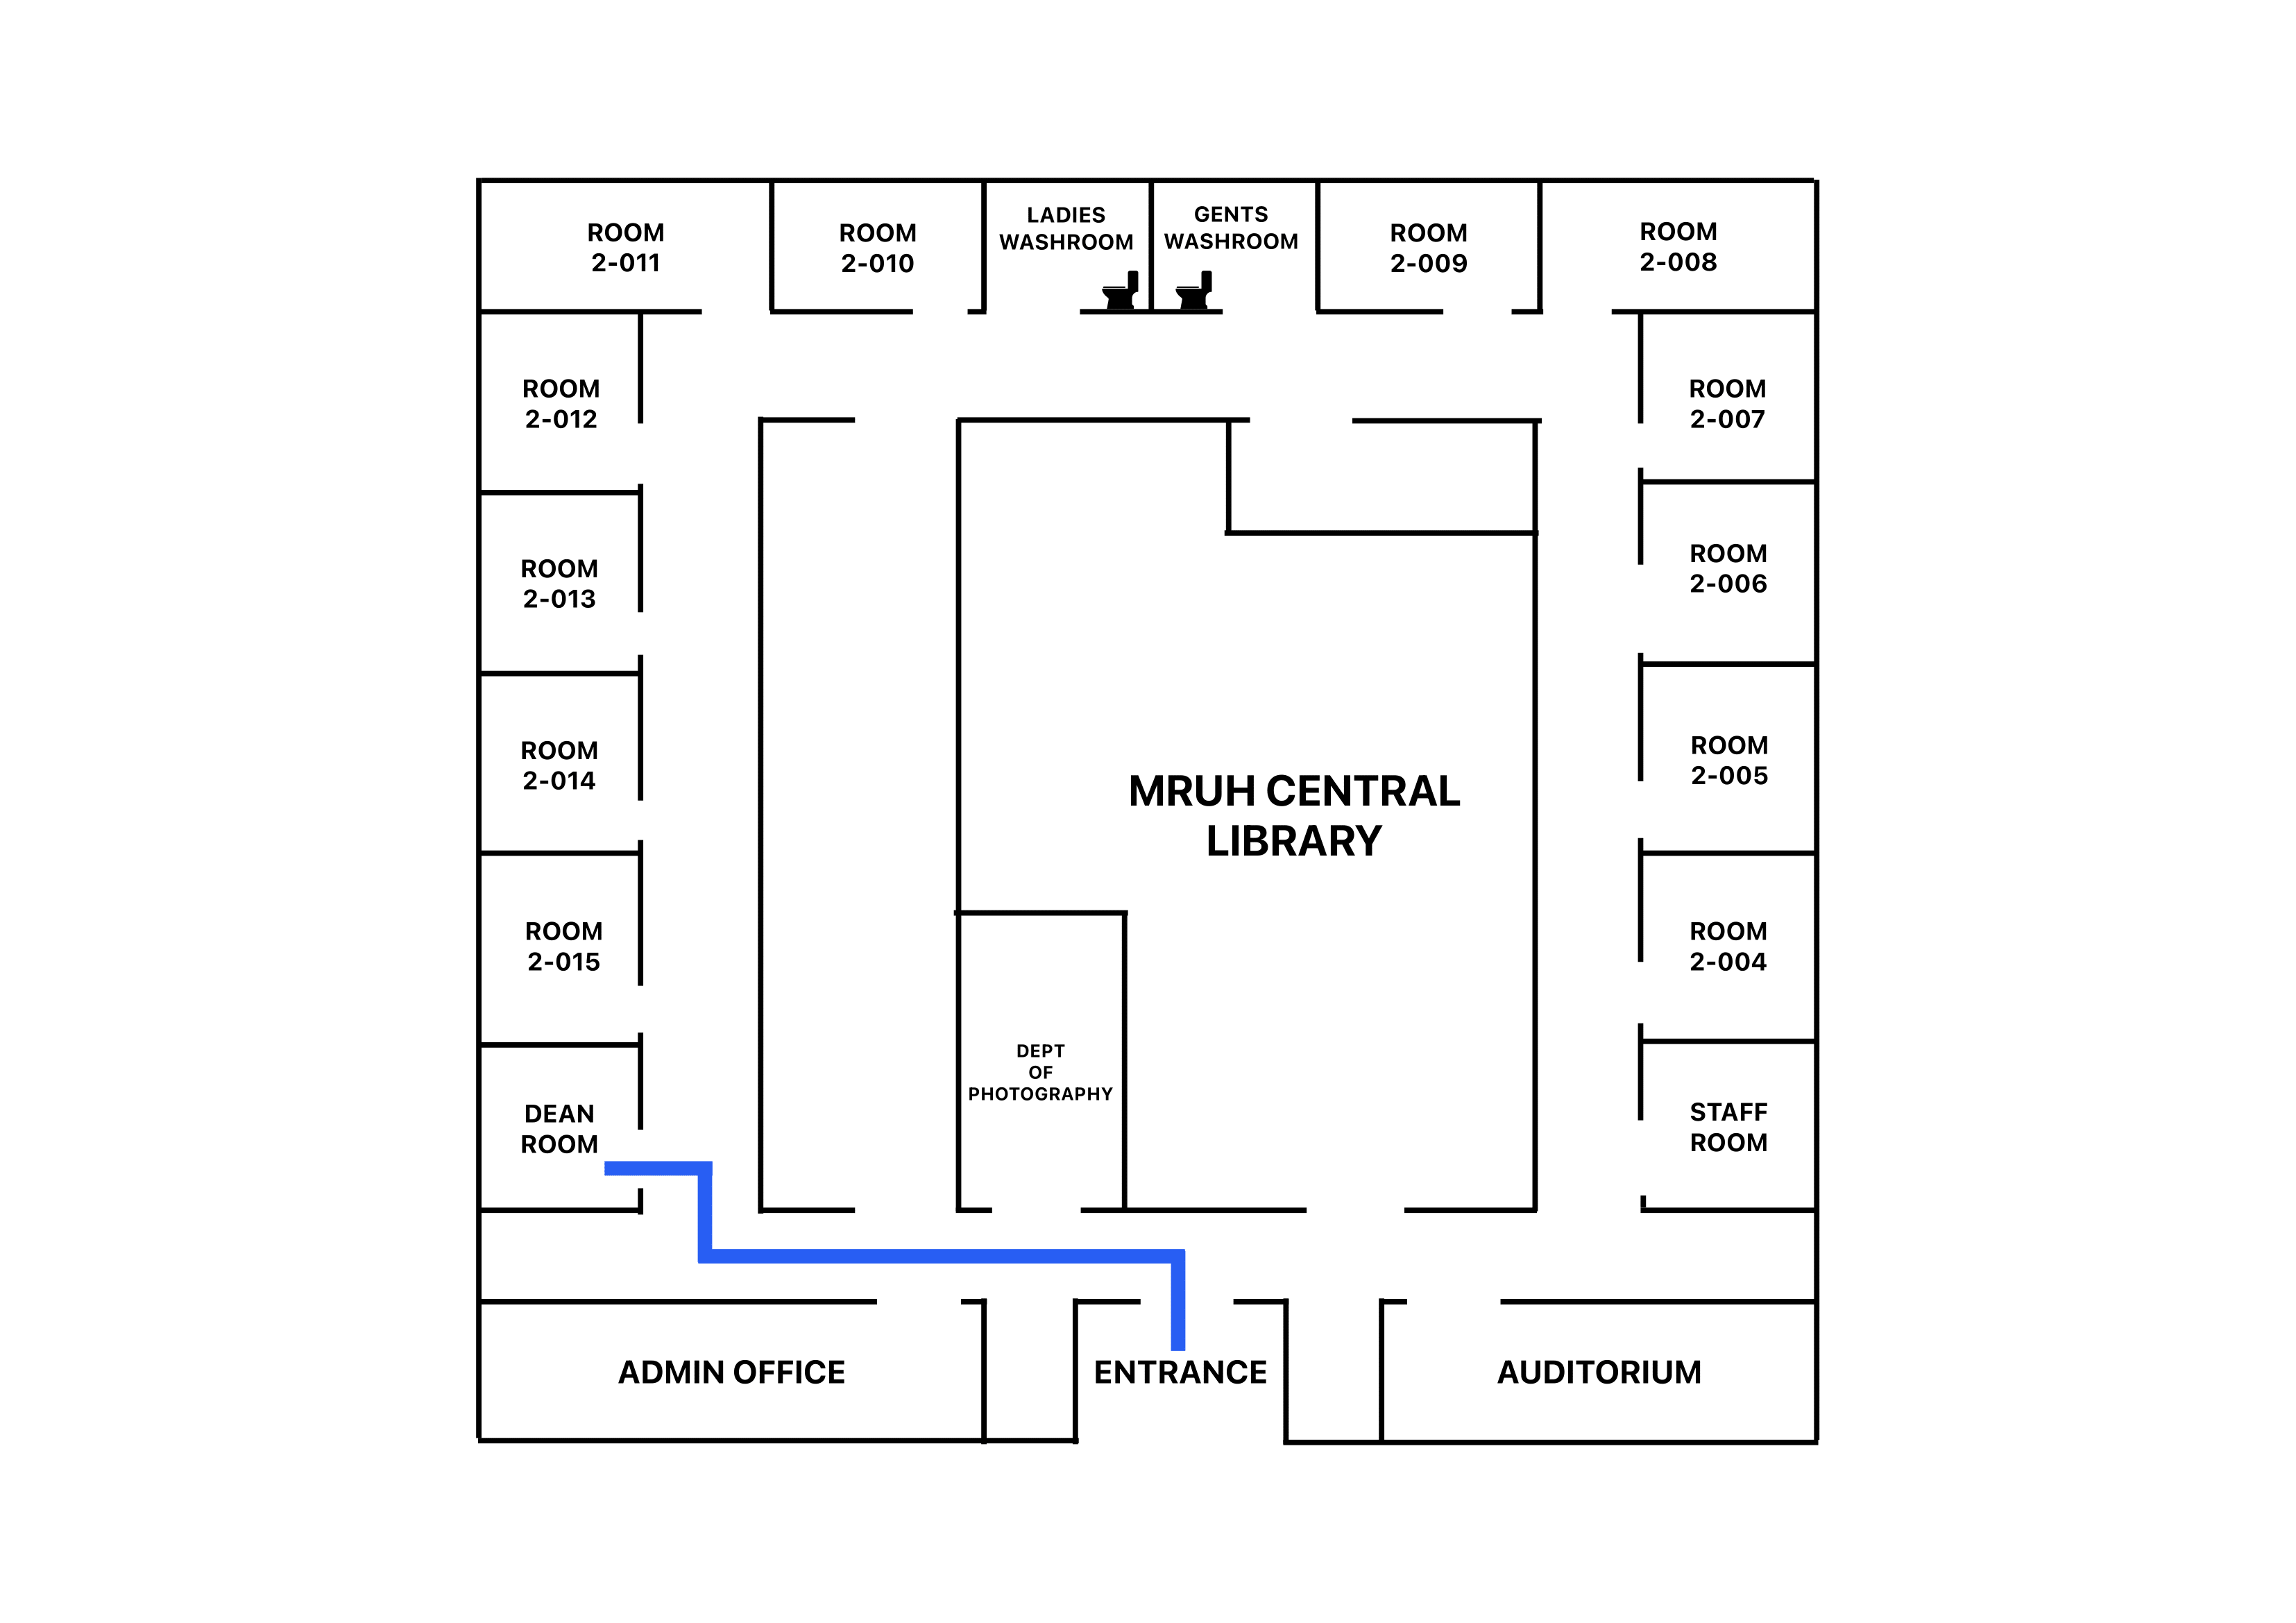 ROOM
2-011
ROOM
2-010
LADIES
WASHROOM
GENTS
WASHROOM
ROOM
2-009
ROOM
2-008
ROOM
2-012
ROOM
2-007
ROOM
2-013
ROOM
2-006
ROOM
2-014
ROOM
2-005
MRUH CENTRAL
LIBRARY
ROOM
2-015
ROOM
2-004
DEPT
OF
PHOTOGRAPHY
DEAN
ROOM
STAFF
ROOM
ADMIN OFFICE
ENTRANCE
AUDITORIUM